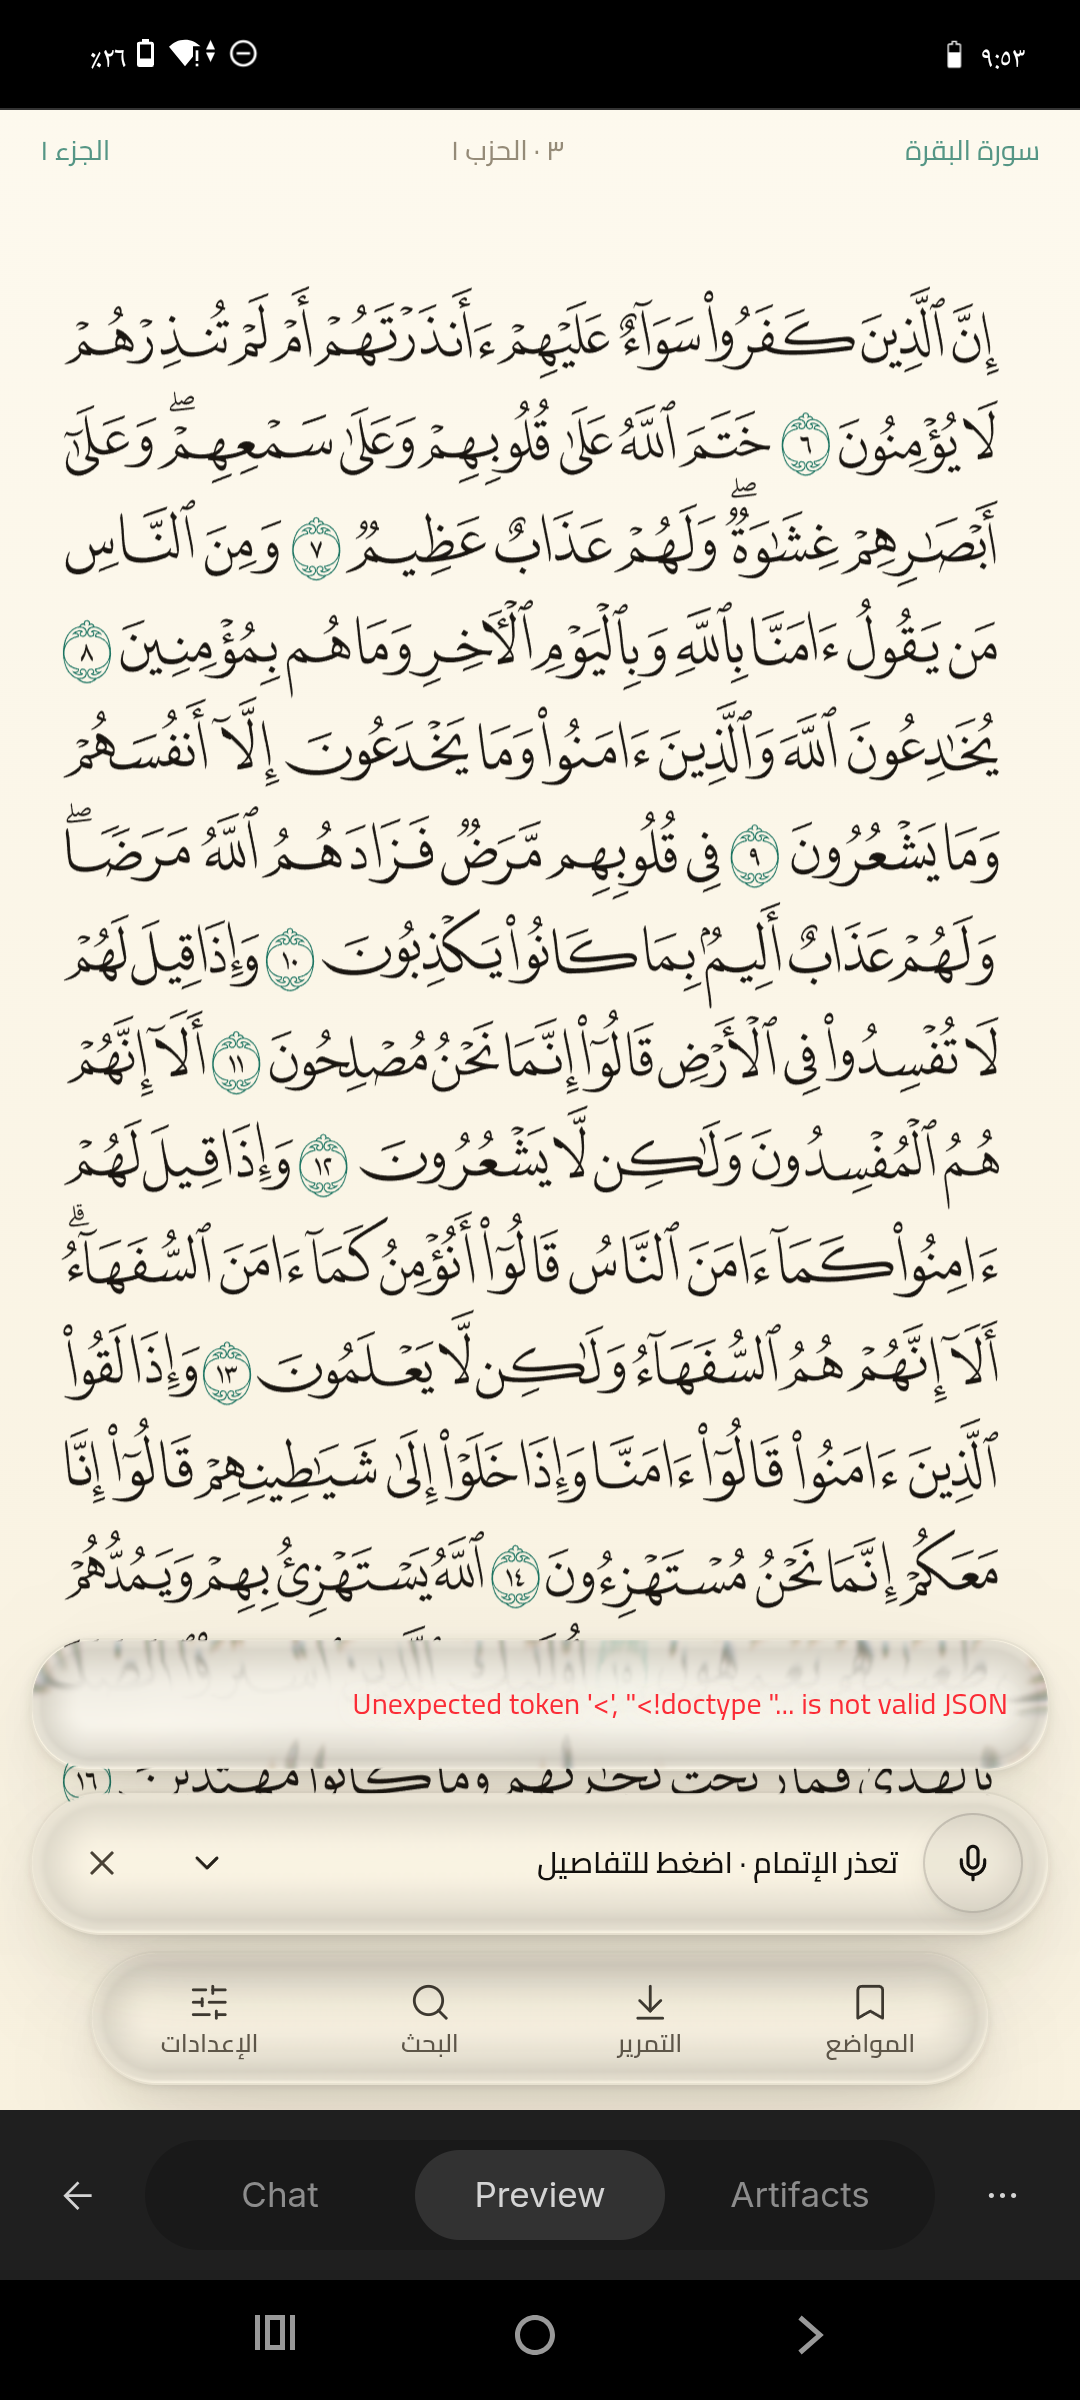 ٩:٥٣
٪٢٦
سورة البقرة
٣ · الحزب ١
الجزء ١
إِنَّ ٱلَّذِينَ كَفَرُوا۟ سَوَآءٌ عَلَيْهِمْ ءَأَنذَرْتَهُمْ أَمْ لَمْ تُنذِرْهُمْ
لَا يُؤْمِنُونَ ٦ خَتَمَ ٱللَّهُ عَلَىٰ قُلُوبِهِمْ وَعَلَىٰ سَمْعِهِمْ ۖ وَعَلَىٰٓ
أَبْصَـٰرِهِمْ غِشَـٰوَةٌ ۖ وَلَهُمْ عَذَابٌ عَظِيمٌ ٧ وَمِنَ ٱلنَّاسِ
مَن يَقُولُ ءَامَنَّا بِٱللَّهِ وَبِٱلْيَوْمِ ٱلْـَٔاخِرِ وَمَا هُم بِمُؤْمِنِينَ ٨
يُخَـٰدِعُونَ ٱللَّهَ وَٱلَّذِينَ ءَامَنُوا۟ وَمَا يَخْدَعُونَ إِلَّآ أَنفُسَهُمْ
وَمَا يَشْعُرُونَ ٩ فِى قُلُوبِهِم مَّرَضٌ فَزَادَهُمُ ٱللَّهُ مَرَضًا ۖ
وَلَهُمْ عَذَابٌ أَلِيمٌۢ بِمَا كَانُوا۟ يَكْذِبُونَ ١٠ وَإِذَا قِيلَ لَهُمْ
لَا تُفْسِدُوا۟ فِى ٱلْأَرْضِ قَالُوٓا۟ إِنَّمَا نَحْنُ مُصْلِحُونَ ١١ أَلَآ إِنَّهُمْ
هُمُ ٱلْمُفْسِدُونَ وَلَـٰكِن لَّا يَشْعُرُونَ ١٢ وَإِذَا قِيلَ لَهُمْ
ءَامِنُوا۟ كَمَآ ءَامَنَ ٱلنَّاسُ قَالُوٓا۟ أَنُؤْمِنُ كَمَآ ءَامَنَ ٱلسُّفَهَآءُ ۗ
أَلَآ إِنَّهُمْ هُمُ ٱلسُّفَهَآءُ وَلَـٰكِن لَّا يَعْلَمُونَ ١٣ وَإِذَا لَقُوا۟
ٱلَّذِينَ ءَامَنُوا۟ قَالُوٓا۟ ءَامَنَّا وَإِذَا خَلَوْا۟ إِلَىٰ شَيَـٰطِينِهِمْ قَالُوٓا۟ إِنَّا
مَعَكُمْ إِنَّمَا نَحْنُ مُسْتَهْزِءُونَ ١٤ ٱللَّهُ يَسْتَهْزِئُ بِهِمْ وَيَمُدُّهُمْ
Unexpected token '<', "<!doctype "... is not valid JSON
١٦
تعذر الإتمام · اضغط للتفاصيل
المواضع
التمرير
البحث
الإعدادات
Chat
Preview
Artifacts